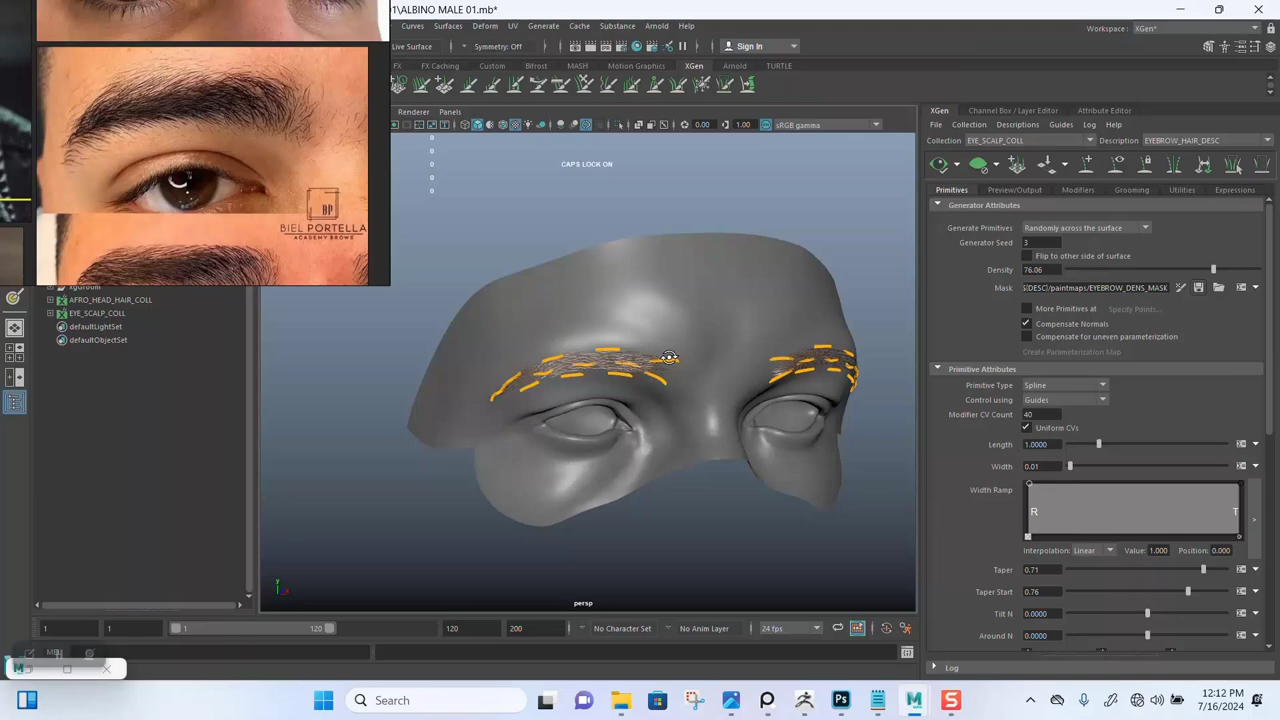 1\ALBINO MALE 01.mb*
Curves Surfaces Deform UV Generate Cache Substance Arnold Help
Workspace: XGen*
Live Surface Symmetry: Off Sign In
FX FX Caching Custom Bifrost MASH Motion Graphics XGen Arnold TURTLE
Renderer Panels
0.00 1.00 sRGB gamma
0
0
0
0
0
CAPS LOCK ON
BP
BIEL PORTELLA
ACADEMY BROWS
AFRO_HEAD_HAIR_COLL
EYE_SCALP_COLL
defaultLightSet
defaultObjectSet
persp
y
x
XGen Channel Box / Layer Editor Attribute Editor
File Collection Descriptions Guides Log Help
Collection EYE_SCALP_COLL Description EYEBROW_HAIR_DESC
Primitives Preview/Output Modifiers Grooming Utilities Expressions
Generator Attributes
Generate Primitives Randomly across the surface
Generator Seed 3
Flip to other side of surface
Density 76.06
Mask ${DESC}/paintmaps/EYEBROW_DENS_MASK
More Primitives at Specify Points...
Compensate Normals
Compensate for uneven parameterization
Create Parameterization Map
Primitive Attributes
Primitive Type Spline
Control using Guides
Modifier CV Count 40
Uniform CVs
Length 1.0000
Width 0.01
Width Ramp R T
>
Interpolation: Linear Value: 1.000 Position: 0.000
Taper 0.71
Taper Start 0.76
Tilt N 0.0000
Around N 0.0000
Log
1 1 1 120 120 200 No Character Set No Anim Layer 24 fps
Search
12:12 PM
7/16/2024